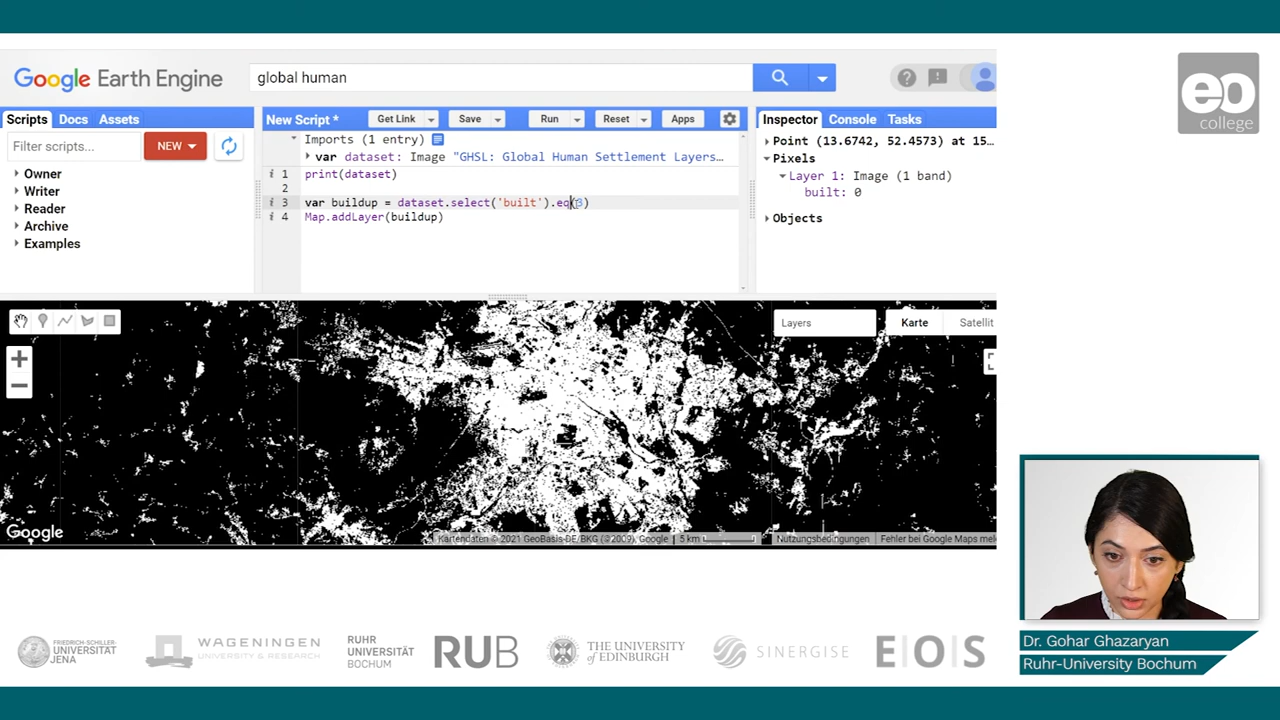 Google Earth Engine
global human
eo
college
Scripts
Docs
Assets
Filter scripts...
NEW
Owner
Writer
Reader
Archive
Examples
New Script *
Get Link
Save
Run
Reset
Apps
Imports (1 entry)
var dataset: Image "GHSL: Global Human Settlement Layers…
i 1 print(dataset)
2
i 3 var buildup = dataset.select('built').eq(3)
i 4 Map.addLayer(buildup)
Inspector
Console
Tasks
Point (13.6742, 52.4573) at 15…
Pixels
Layer 1: Image (1 band)
built: 0
Objects
Layers
Karte
Satellit
Google
Kartendaten © 2021 GeoBasis-DE/BKG (©2009), Google
5 km
Nutzungsbedingungen
Fehler bei Google Maps mel
Dr. Gohar Ghazaryan
Ruhr-University Bochum
FRIEDRICH-SCHILLER-
UNIVERSITÄT
JENA
WAGENINGEN
UNIVERSITY & RESEARCH
RUHR
UNIVERSITÄT
BOCHUM
RUB
THE UNIVERSITY
of EDINBURGH
SINERGISE
E|O|S